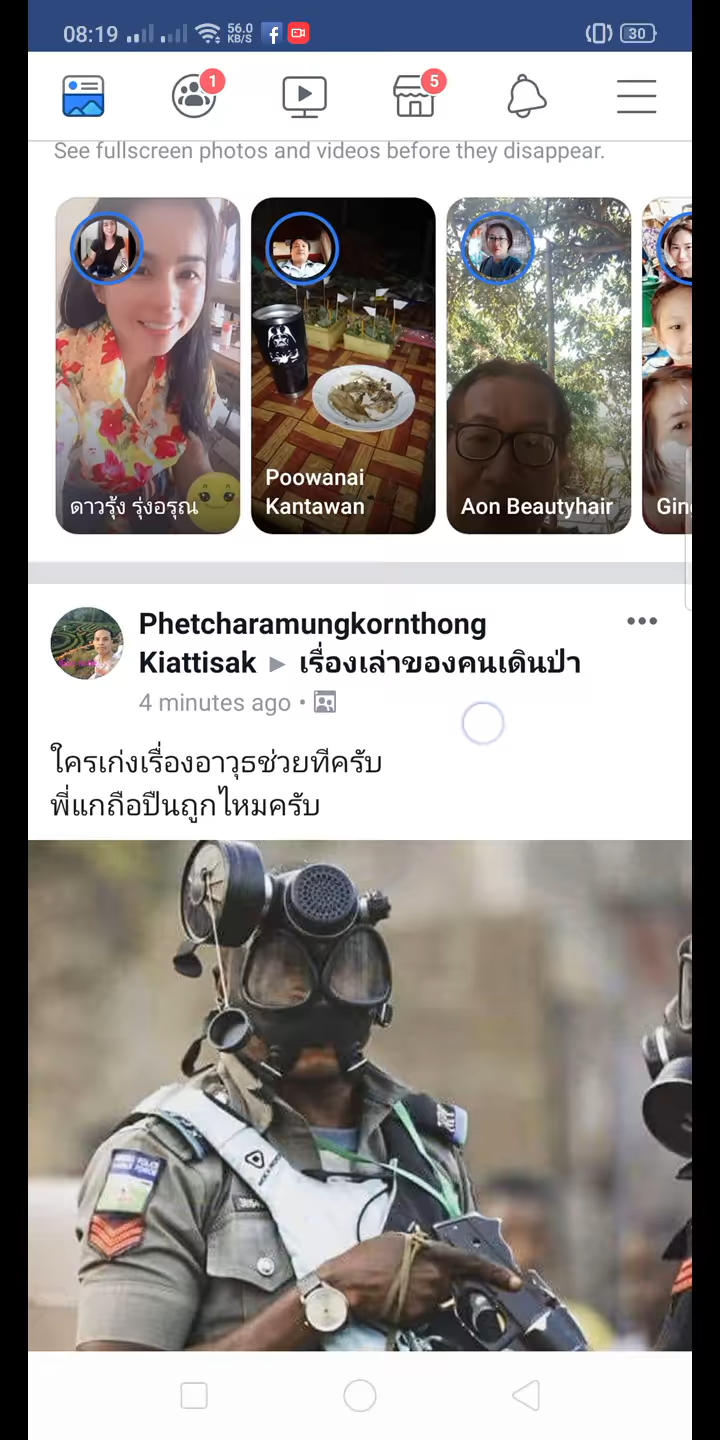 08:19
56.0
KB/S
30
1
5
See fullscreen photos and videos before they disappear.
ดาวรุ้ง รุ่งอรุณ
Poowanai
Kantawan
Aon Beautyhair
Phetcharamungkornthong
Kiattisak ▶ เรื่องเล่าของคนเดินป่า
4 minutes ago
ใครเก่งเรื่องอาวุธช่วยทีครับ
พี่แกถือปืนถูกไหมครับ